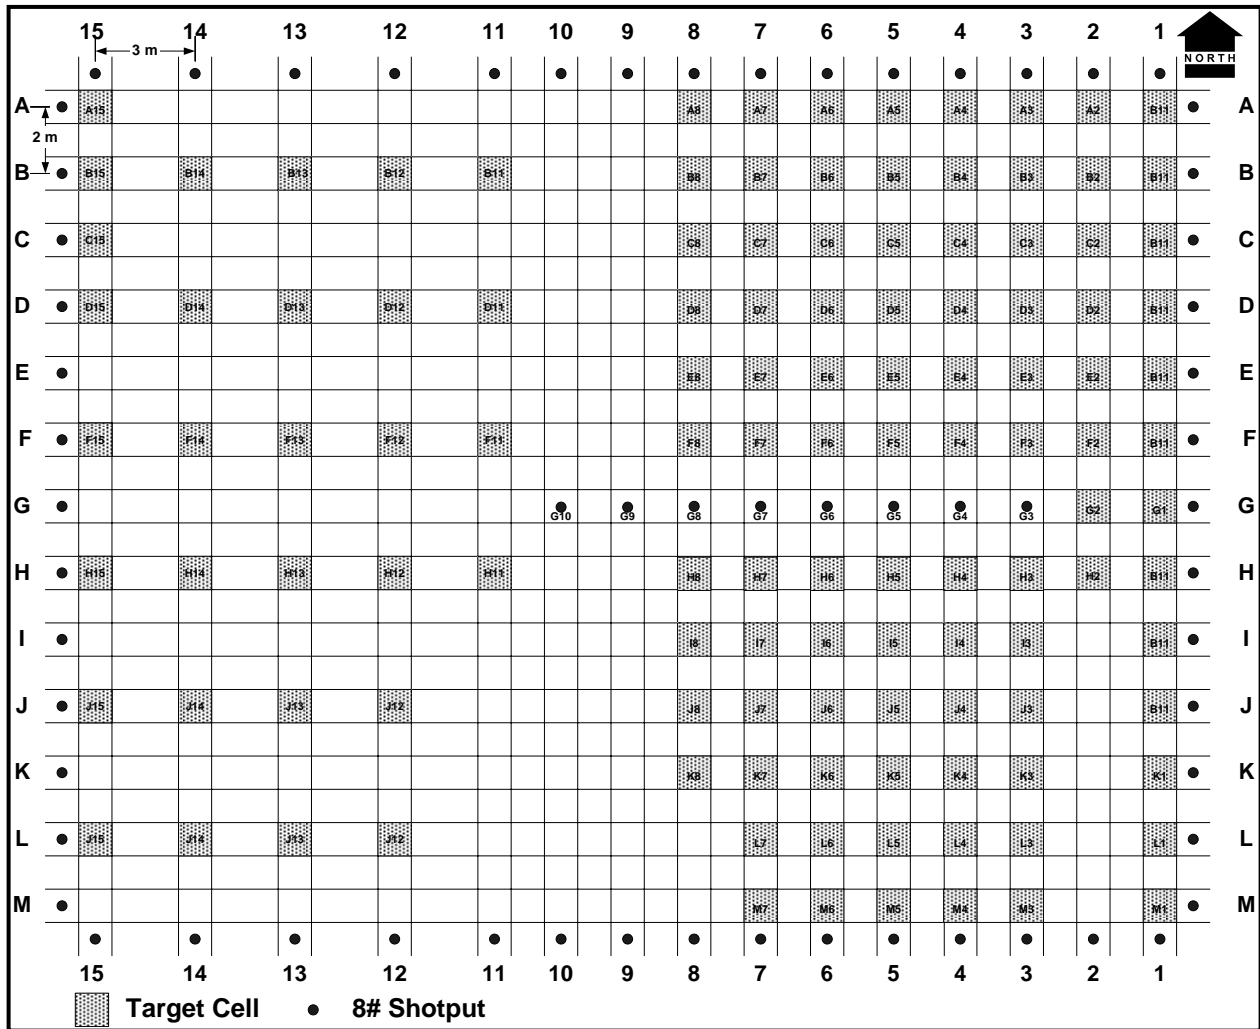 15 14 13 12 11 10 9 8 7 6 5 4 3 2 1
3 m
NORTH
A A15 A8 A7 A6 A5 A4 A3 A2 B11 A
2 m
B B15 B14 B13 B12 B11 B8 B7 B6 B5 B4 B3 B2 B11 B
C C15 C8 C7 C6 C5 C4 C3 C2 B11 C
D D15 D14 D13 D12 D11 D8 D7 D6 D5 D4 D3 D2 B11 D
E E8 E7 E6 E5 E4 E3 E2 B11 E
F F15 F14 F13 F12 F11 F8 F7 F6 F5 F4 F3 F2 B11 F
G G10 G9 G8 G7 G6 G5 G4 G3 G2 G1 G
H H15 H14 H13 H12 H11 H8 H7 H6 H5 H4 H3 H2 B11 H
I I8 I7 I6 I5 I4 I3 B11 I
J J15 J14 J13 J12 J8 J7 J6 J5 J4 J3 B11 J
K K8 K7 K6 K5 K4 K3 K1 K
L J15 J14 J13 J12 L7 L6 L5 L4 L3 L1 L
M M7 M6 M5 M4 M3 M1 M
15 14 13 12 11 10 9 8 7 6 5 4 3 2 1
Target Cell 8# Shotput